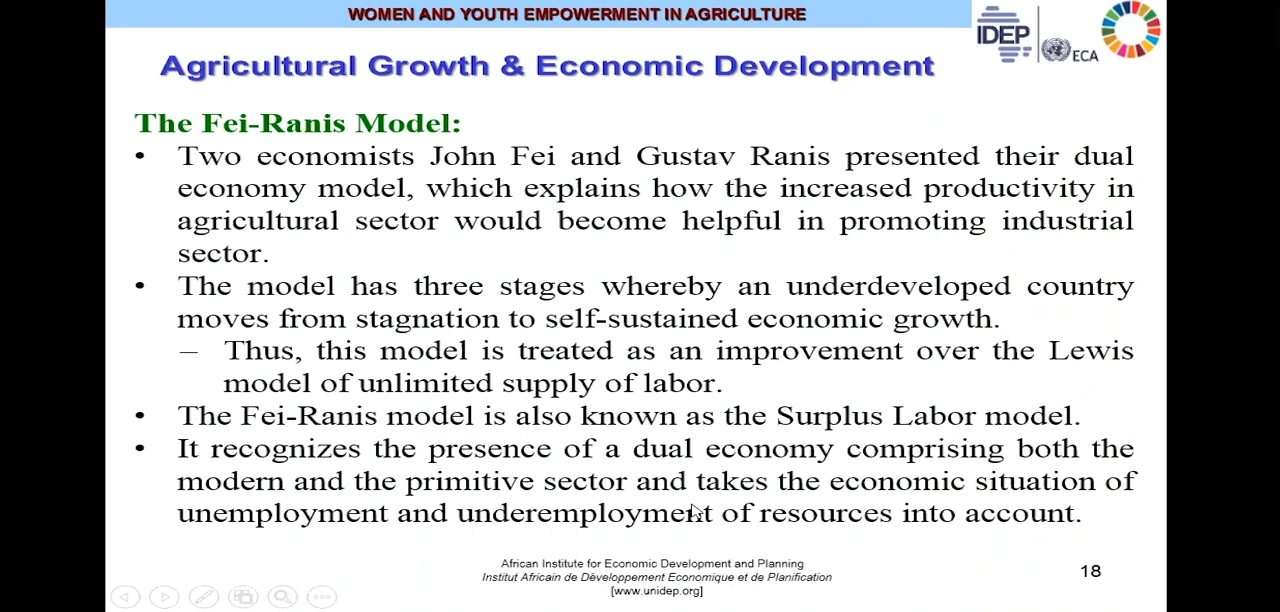 WOMEN AND YOUTH EMPOWERMENT IN AGRICULTURE
IDEP
ECA
Agricultural Growth & Economic Development
The Fei-Ranis Model:
• Two economists John Fei and Gustav Ranis presented their dual
economy model, which explains how the increased productivity in
agricultural sector would become helpful in promoting industrial
sector.
• The model has three stages whereby an underdeveloped country
moves from stagnation to self-sustained economic growth.
– Thus, this model is treated as an improvement over the Lewis
model of unlimited supply of labor.
• The Fei-Ranis model is also known as the Surplus Labor model.
• It recognizes the presence of a dual economy comprising both the
modern and the primitive sector and takes the economic situation of
unemployment and underemployment of resources into account.
African Institute for Economic Development and Planning
Institut Africain de Développement Economique et de Planification
[www.unidep.org]
18